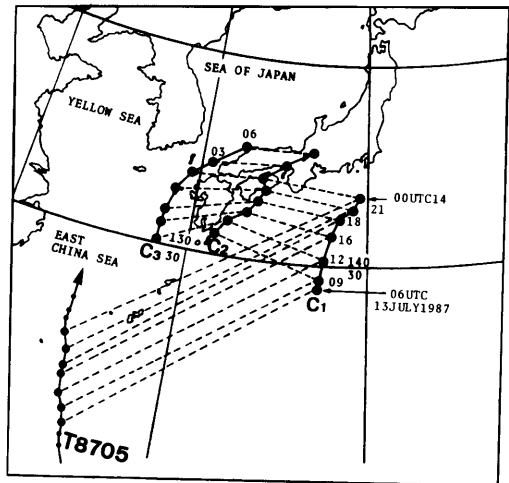 SEA OF JAPAN
YELLOW SEA
06
03
00UTC14
21
18
EAST
CHINA SEA
C3 30
130
C2
16
12 140
30
09
C1
06UTC
13JULY1987
T8705